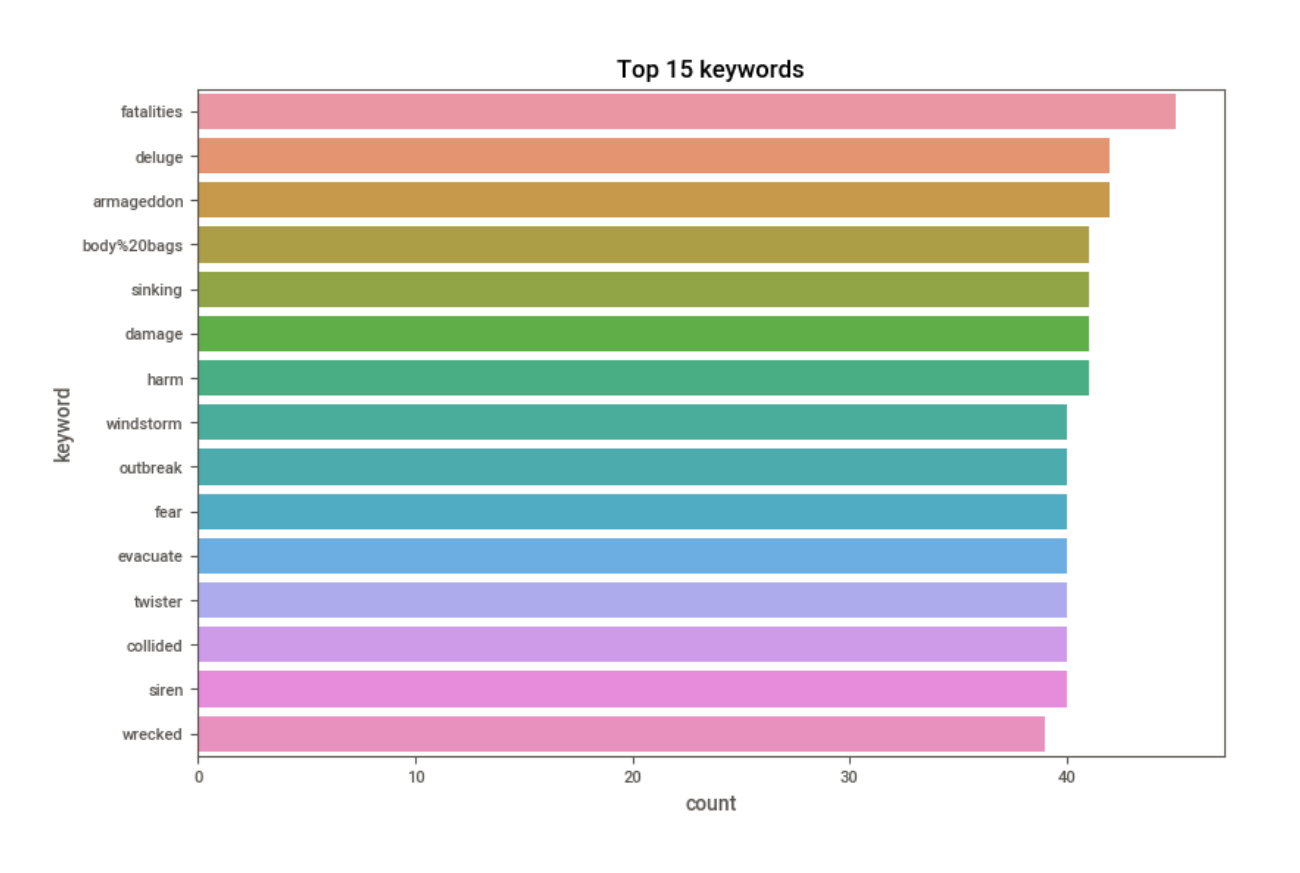 Top 15 keywords
fatalities
deluge
armageddon
body%20bags
sinking
damage
harm
windstorm
outbreak
fear
evacuate
twister
collided
siren
wrecked
keyword
0 10 20 30 40
count